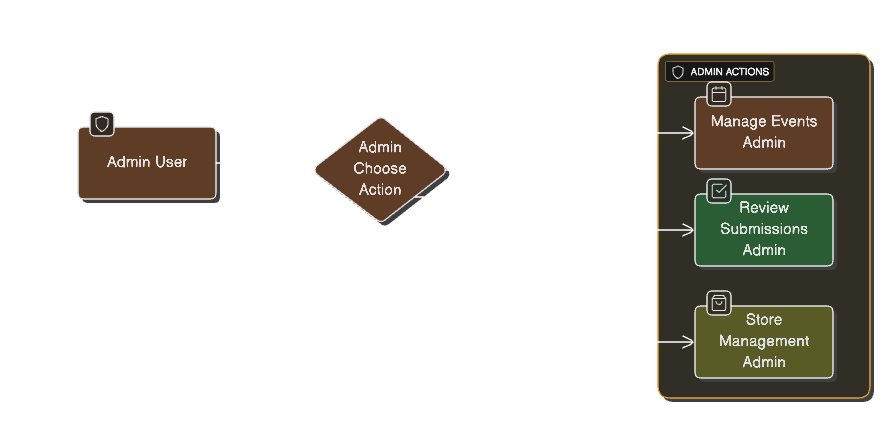 ADMIN ACTIONS
Manage Events
Admin
Admin User
Admin
Choose
Action
Review
Submissions
Admin
Store
Management
Admin